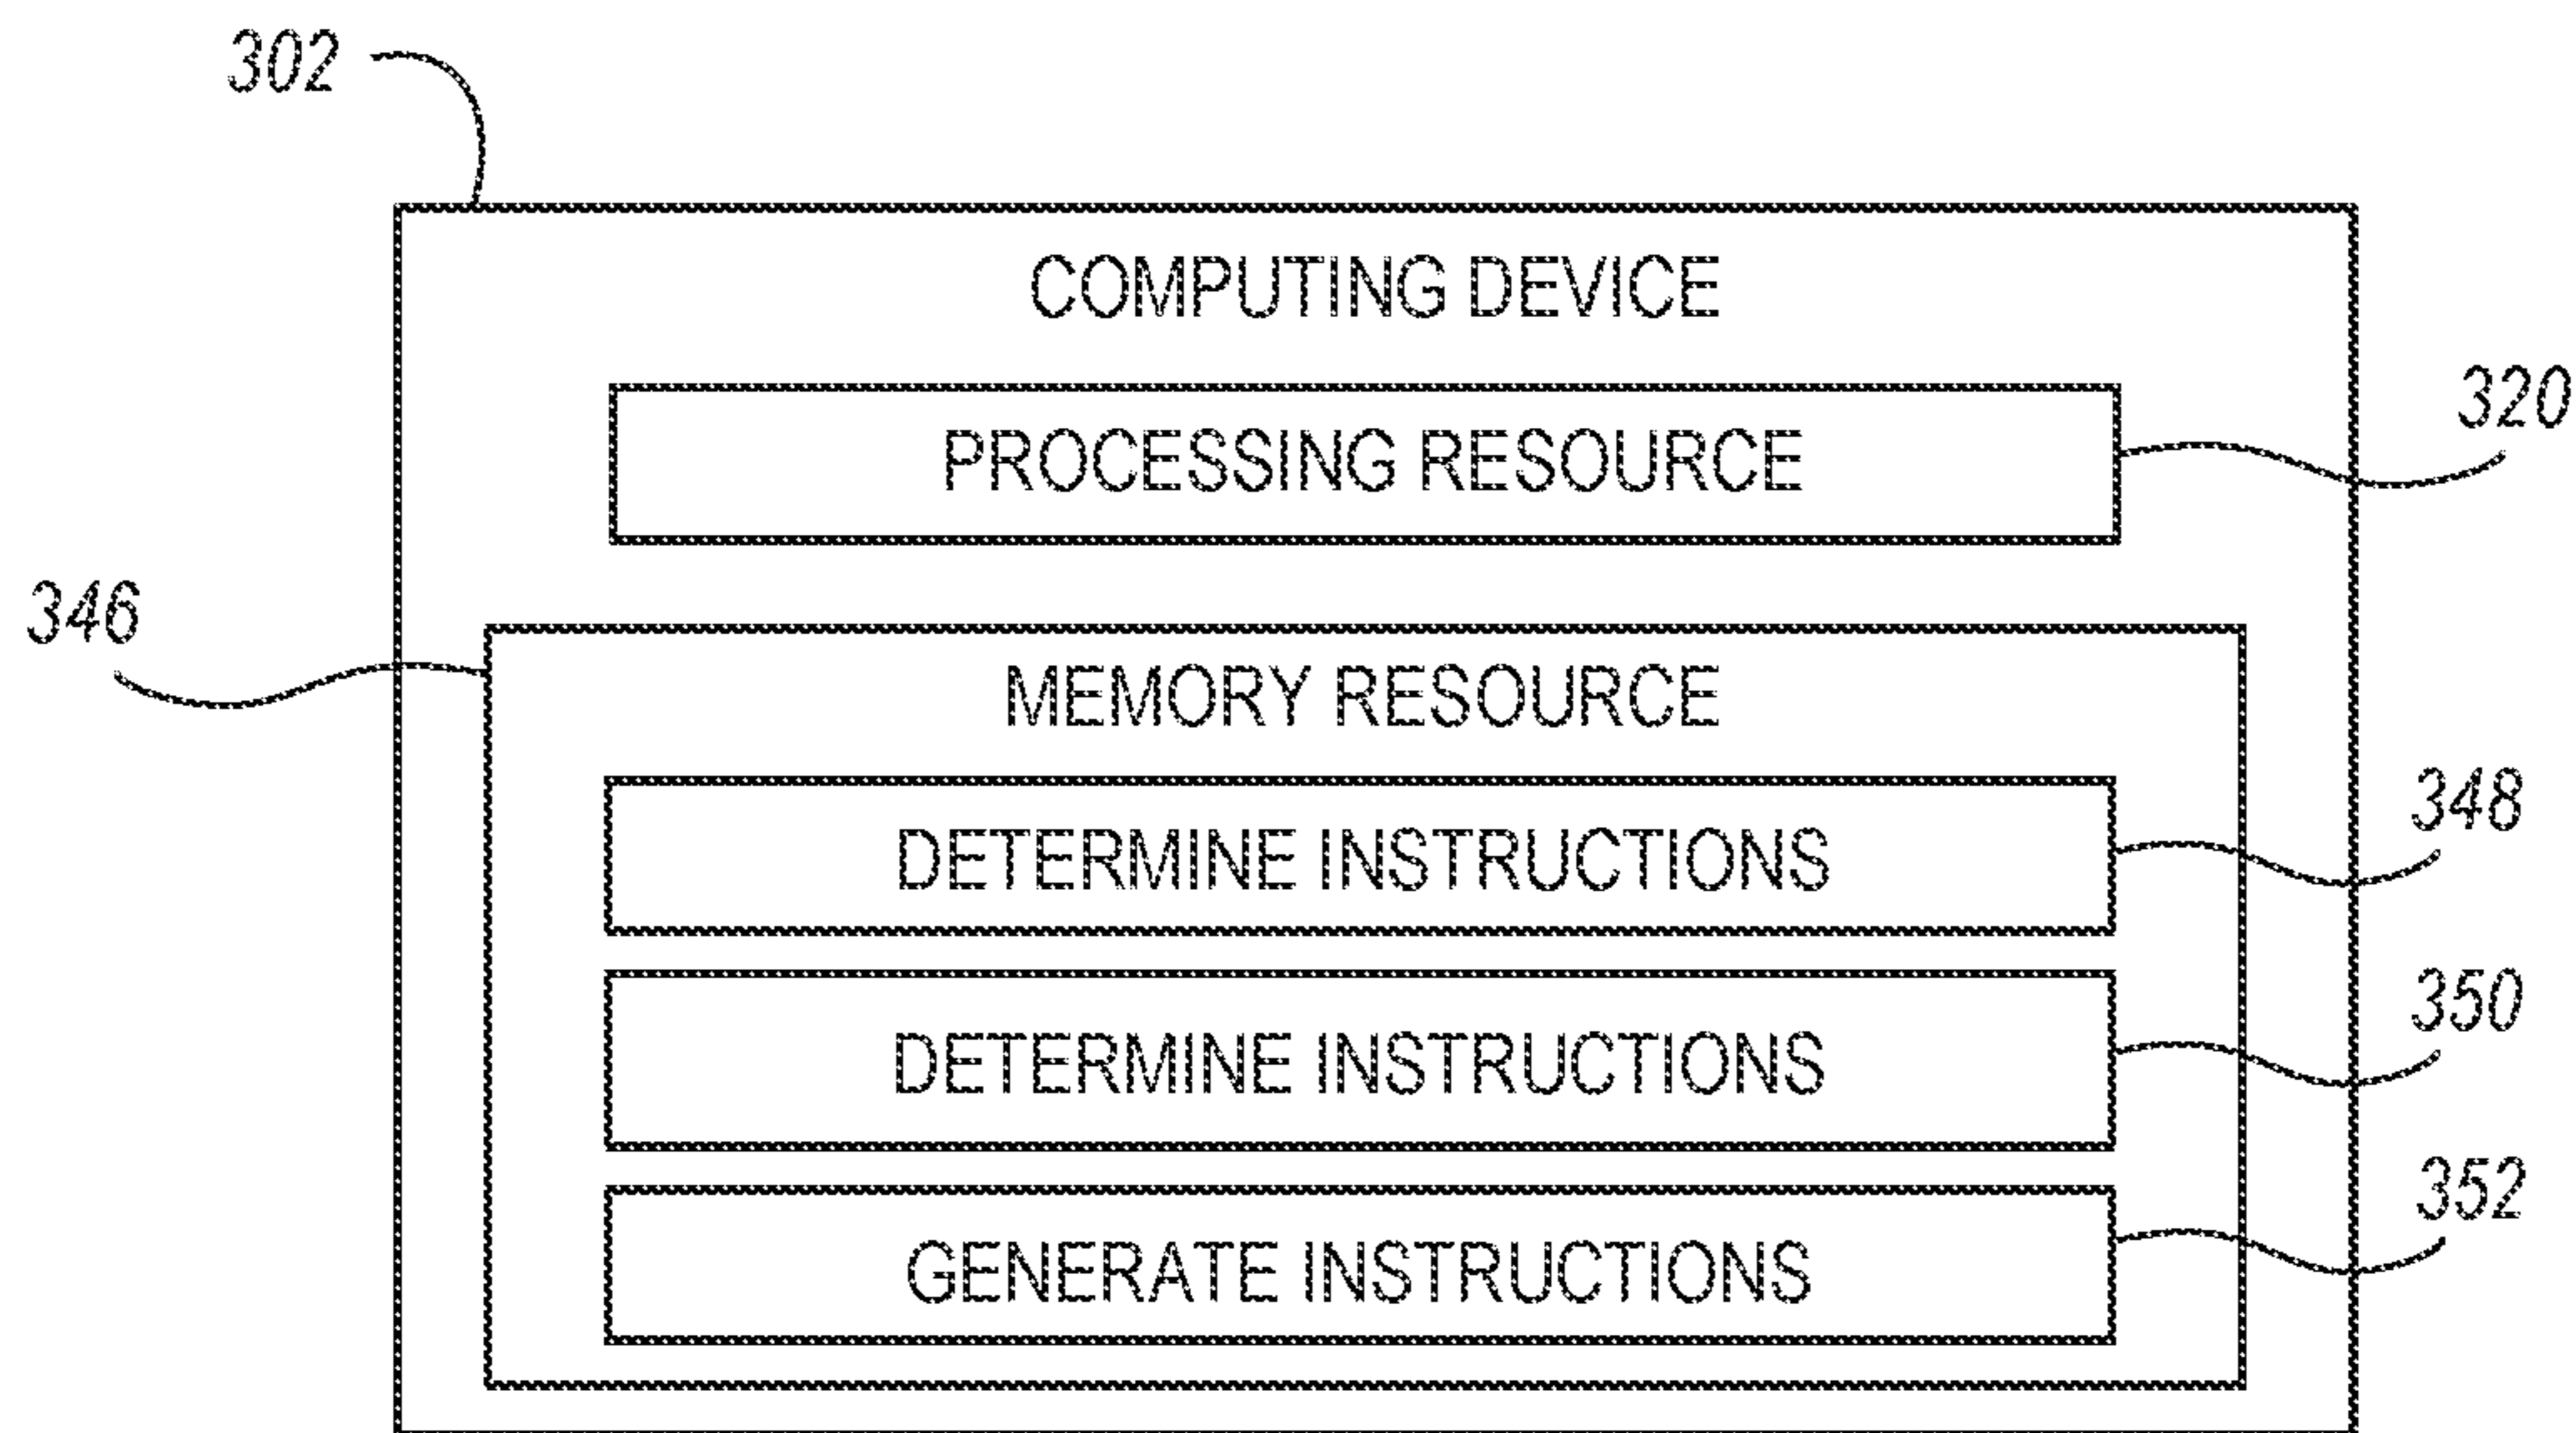 302
COMPUTING DEVICE
320
PROCESSING RESOURCE
346
MEMORY RESOURCE
348
DETERMINE INSTRUCTIONS
350
DETERMINE INSTRUCTIONS
352
GENERATE INSTRUCTIONS